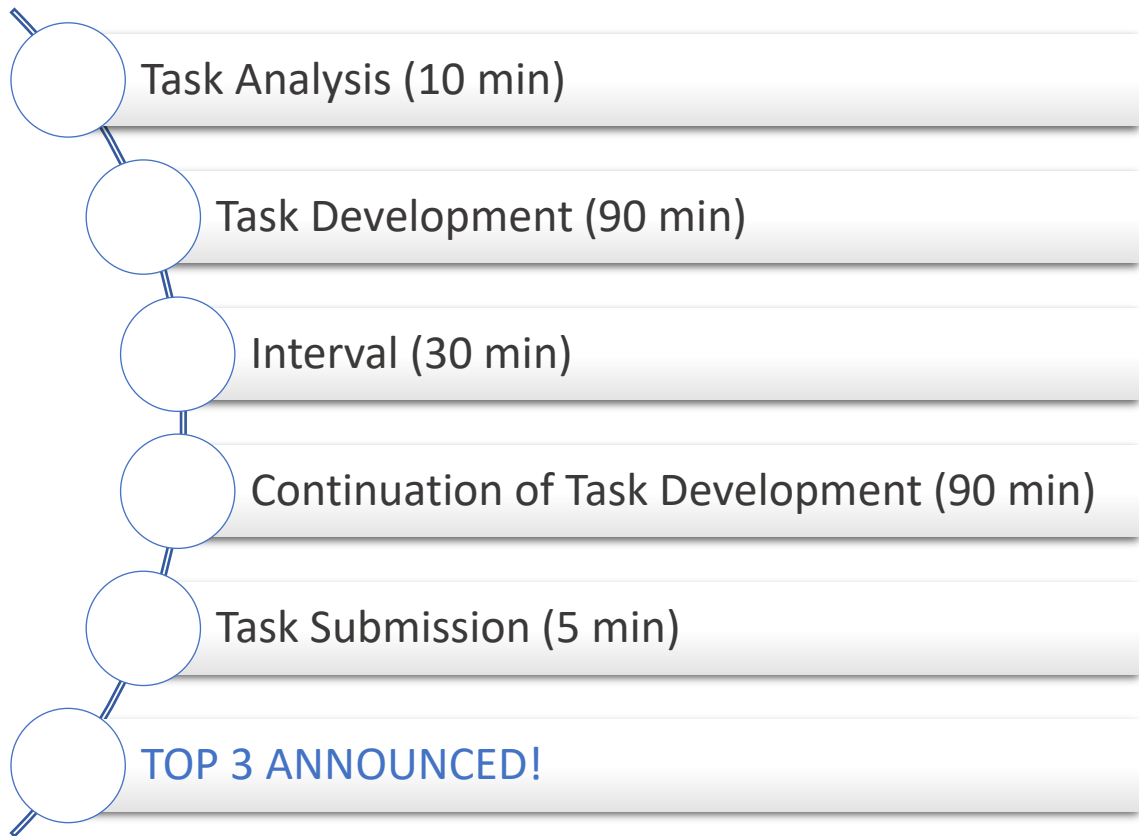 Task Analysis (10 min)
Task Development (90 min)
Interval (30 min)
Continuation of Task Development (90 min)
Task Submission (5 min)
TOP 3 ANNOUNCED!